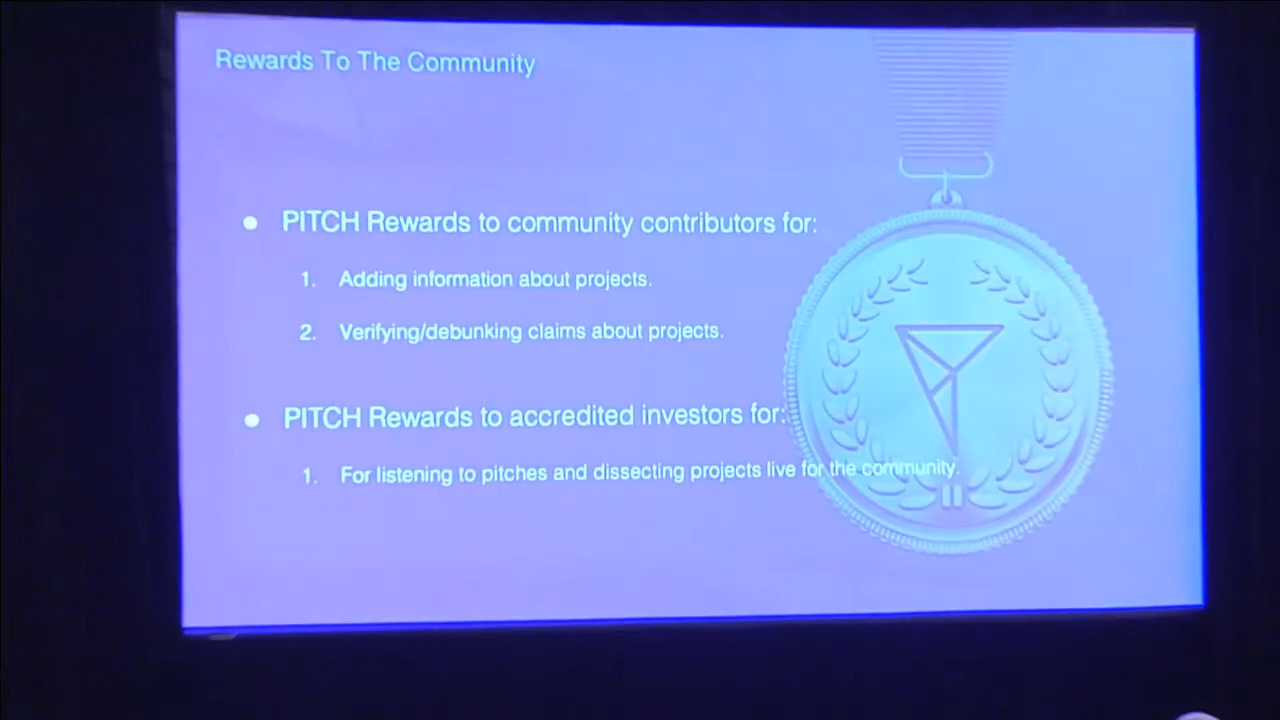 Rewards To The Community
● PITCH Rewards to community contributors for:
1. Adding information about projects.
2. Verifying/debunking claims about projects.
● PITCH Rewards to accredited investors for:
1. For listening to pitches and dissecting projects live for the community.